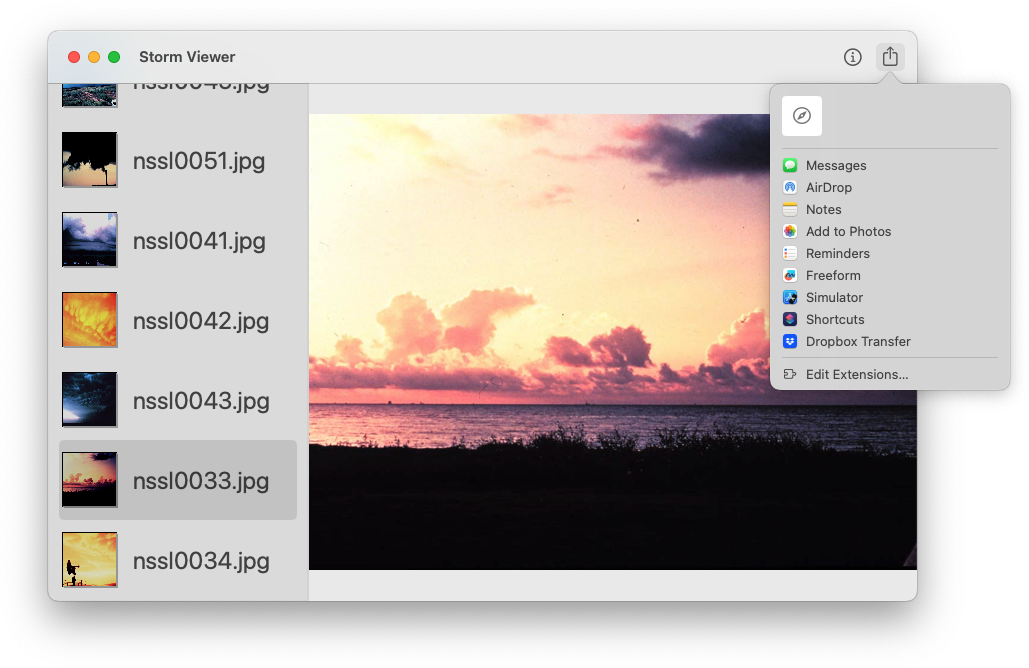 Storm Viewer
nssl0051.jpg
nssl0041.jpg
nssl0042.jpg
nssl0043.jpg
nssl0033.jpg
nssl0034.jpg
Messages
AirDrop
Notes
Add to Photos
Reminders
Freeform
Simulator
Shortcuts
Dropbox Transfer
Edit Extensions...